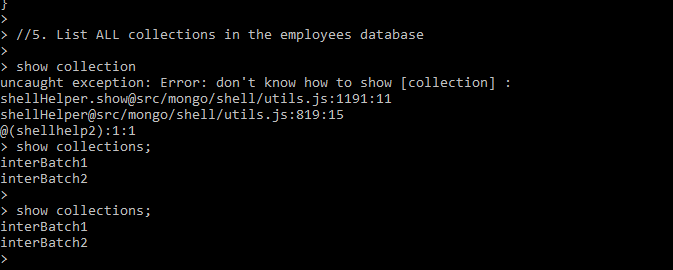 }
>
> //5. List ALL collections in the employees database
>
> show collection
uncaught exception: Error: don't know how to show [collection] :
shellHelper.show@src/mongo/shell/utils.js:1191:11
shellHelper@src/mongo/shell/utils.js:819:15
@(shellhelp2):1:1
> show collections;
interBatch1
interBatch2
>
> show collections;
interBatch1
interBatch2
>